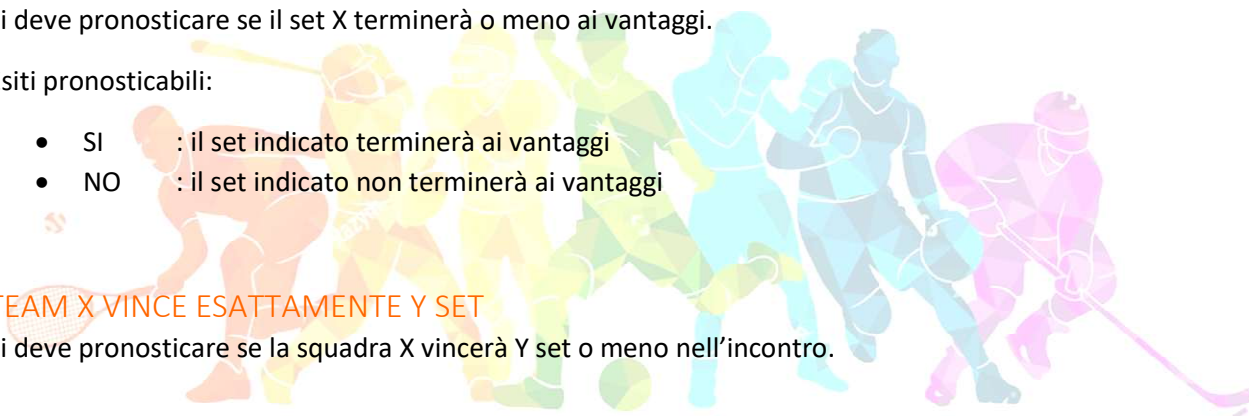 i deve pronosticare se il set X terminerà o meno ai vantaggi.
siti pronosticabili:
• SI : il set indicato terminerà ai vantaggi
• NO : il set indicato non terminerà ai vantaggi
TEAM X VINCE ESATTAMENTE Y SET
i deve pronosticare se la squadra X vincerà Y set o meno nell’incontro.